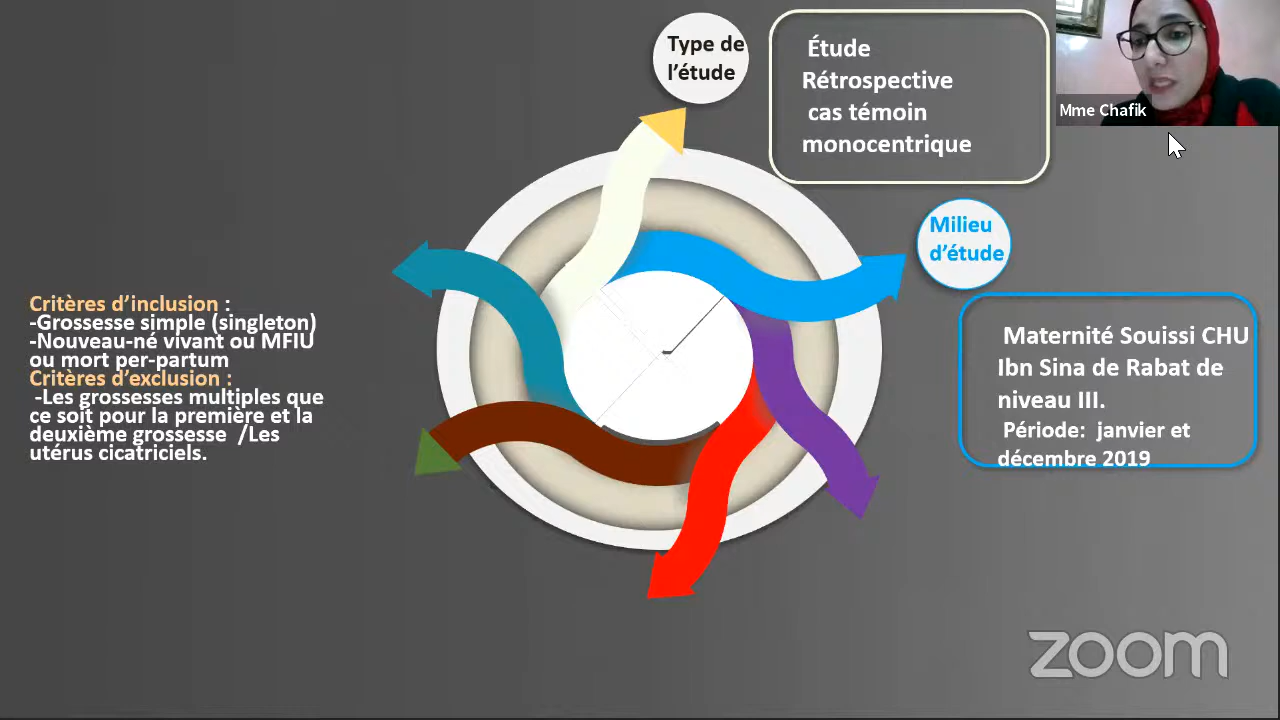 Type de
l'étude
Étude
Rétrospective
cas témoin
monocentrique
Mme Chafik
Milieu
d'étude
Maternité Souissi CHU
Ibn Sina de Rabat de
niveau III.
Période: janvier et
décembre 2019
Critères d'inclusion :
-Grossesse simple (singleton)
-Nouveau-né vivant ou MFIU
ou mort per-partum
Critères d'exclusion :
-Les grossesses multiples que
ce soit pour la première et la
deuxième grossesse /Les
utérus cicatriciels.
zoom